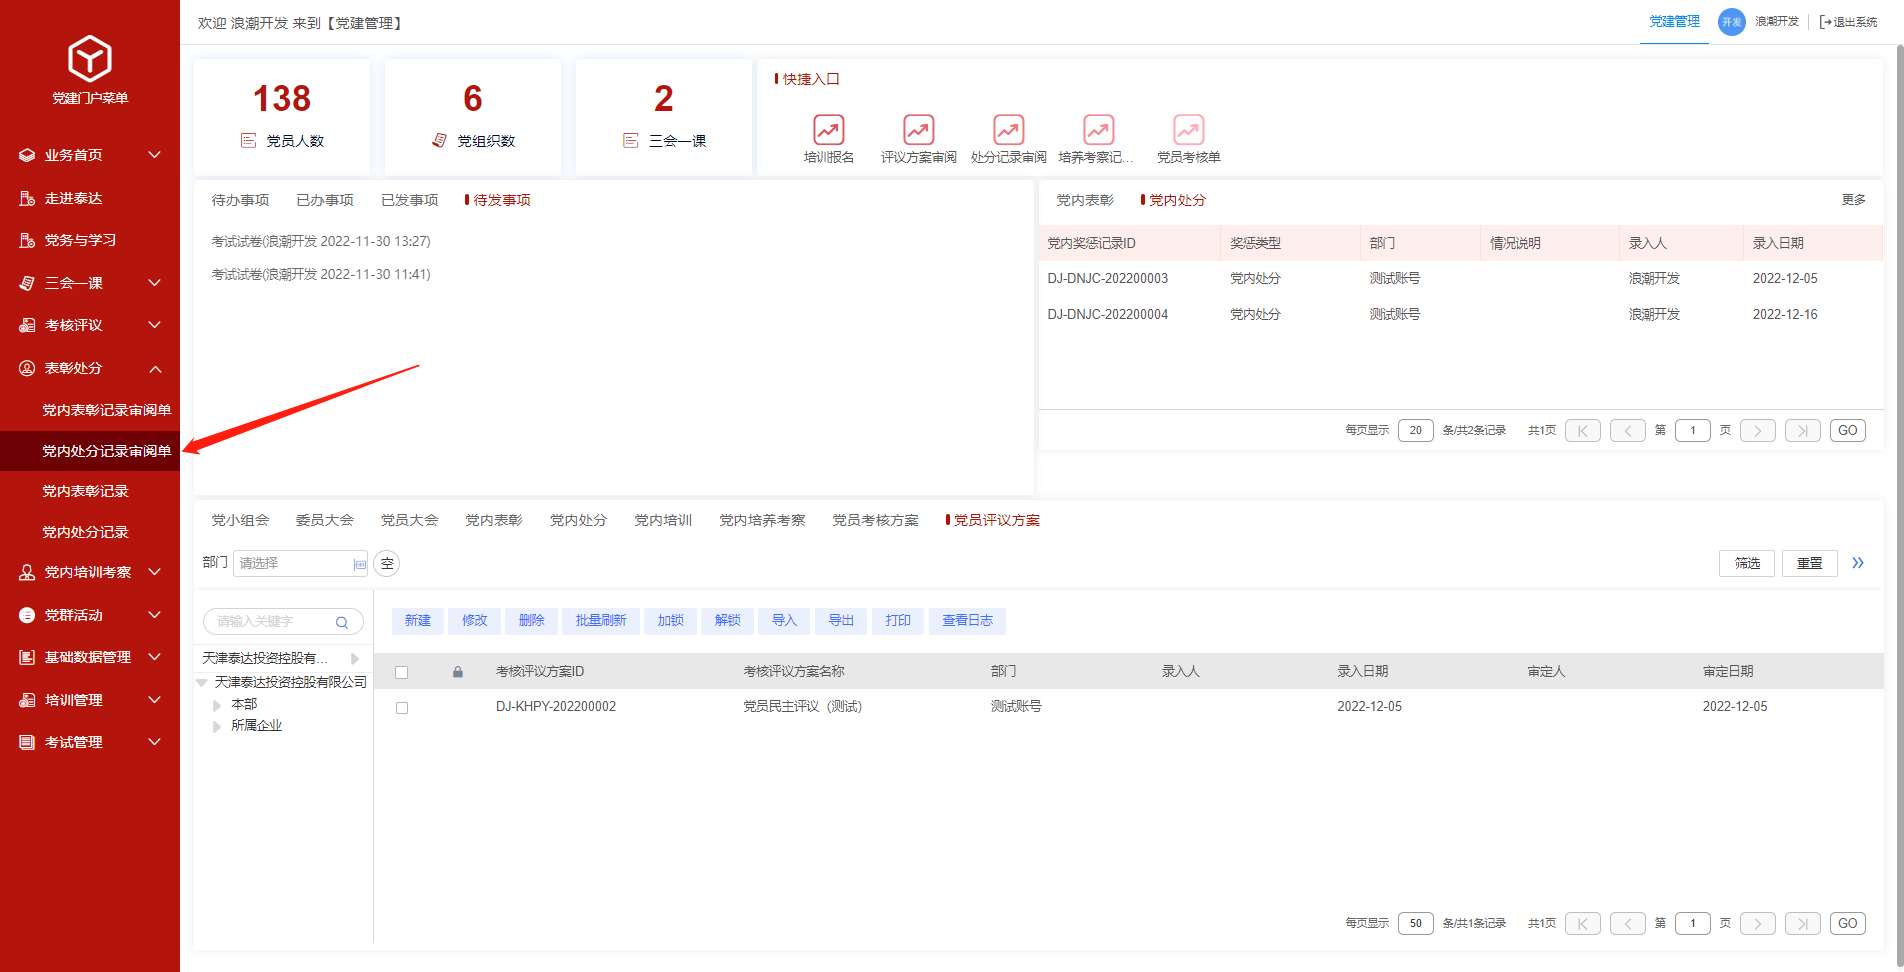 欢迎 浪潮开发 来到【党建管理】
党建管理
开发
浪潮开发
退出系统
党建门户菜单
业务首页
走进泰达
党务与学习
三会一课
考核评议
表彰处分
党内表彰记录审阅单
党内处分记录审阅单
党内表彰记录
党内处分记录
党内培训考察
党群活动
基础数据管理
培训管理
考试管理
138
党员人数
6
党组织数
2
三会一课
快捷入口
培训报名
评议方案审阅
处分记录审阅
培养考察记...
党员考核单
待办事项 已办事项 已发事项 待发事项
考试试卷(浪潮开发 2022-11-30 13:27)
考试试卷(浪潮开发 2022-11-30 11:41)
党内表彰 党内处分 更多
党内奖惩记录ID 奖惩类型 部门 情况说明 录入人 录入日期
DJ-DNJC-202200003 党内处分 测试账号 浪潮开发 2022-12-05
DJ-DNJC-202200004 党内处分 测试账号 浪潮开发 2022-12-16
每页显示 20 条/共2条记录 共1页 第 1 页 GO
党小组会 委员大会 党员大会 党内表彰 党内处分 党内培训 党内培养考察 党员考核方案 党员评议方案
部门 请选择 空 筛选 重置
请输入关键字
天津泰达投资控股有...
天津泰达投资控股有限公司
本部
所属企业
新建 修改 删除 批量刷新 加锁 解锁 导入 导出 打印 查看日志
考核评议方案ID 考核评议方案名称 部门 录入人 录入日期 审定人 审定日期
DJ-KHPY-202200002 党员民主评议（测试） 测试账号 2022-12-05 2022-12-05
每页显示 50 条/共1条记录 共1页 第 1 页 GO